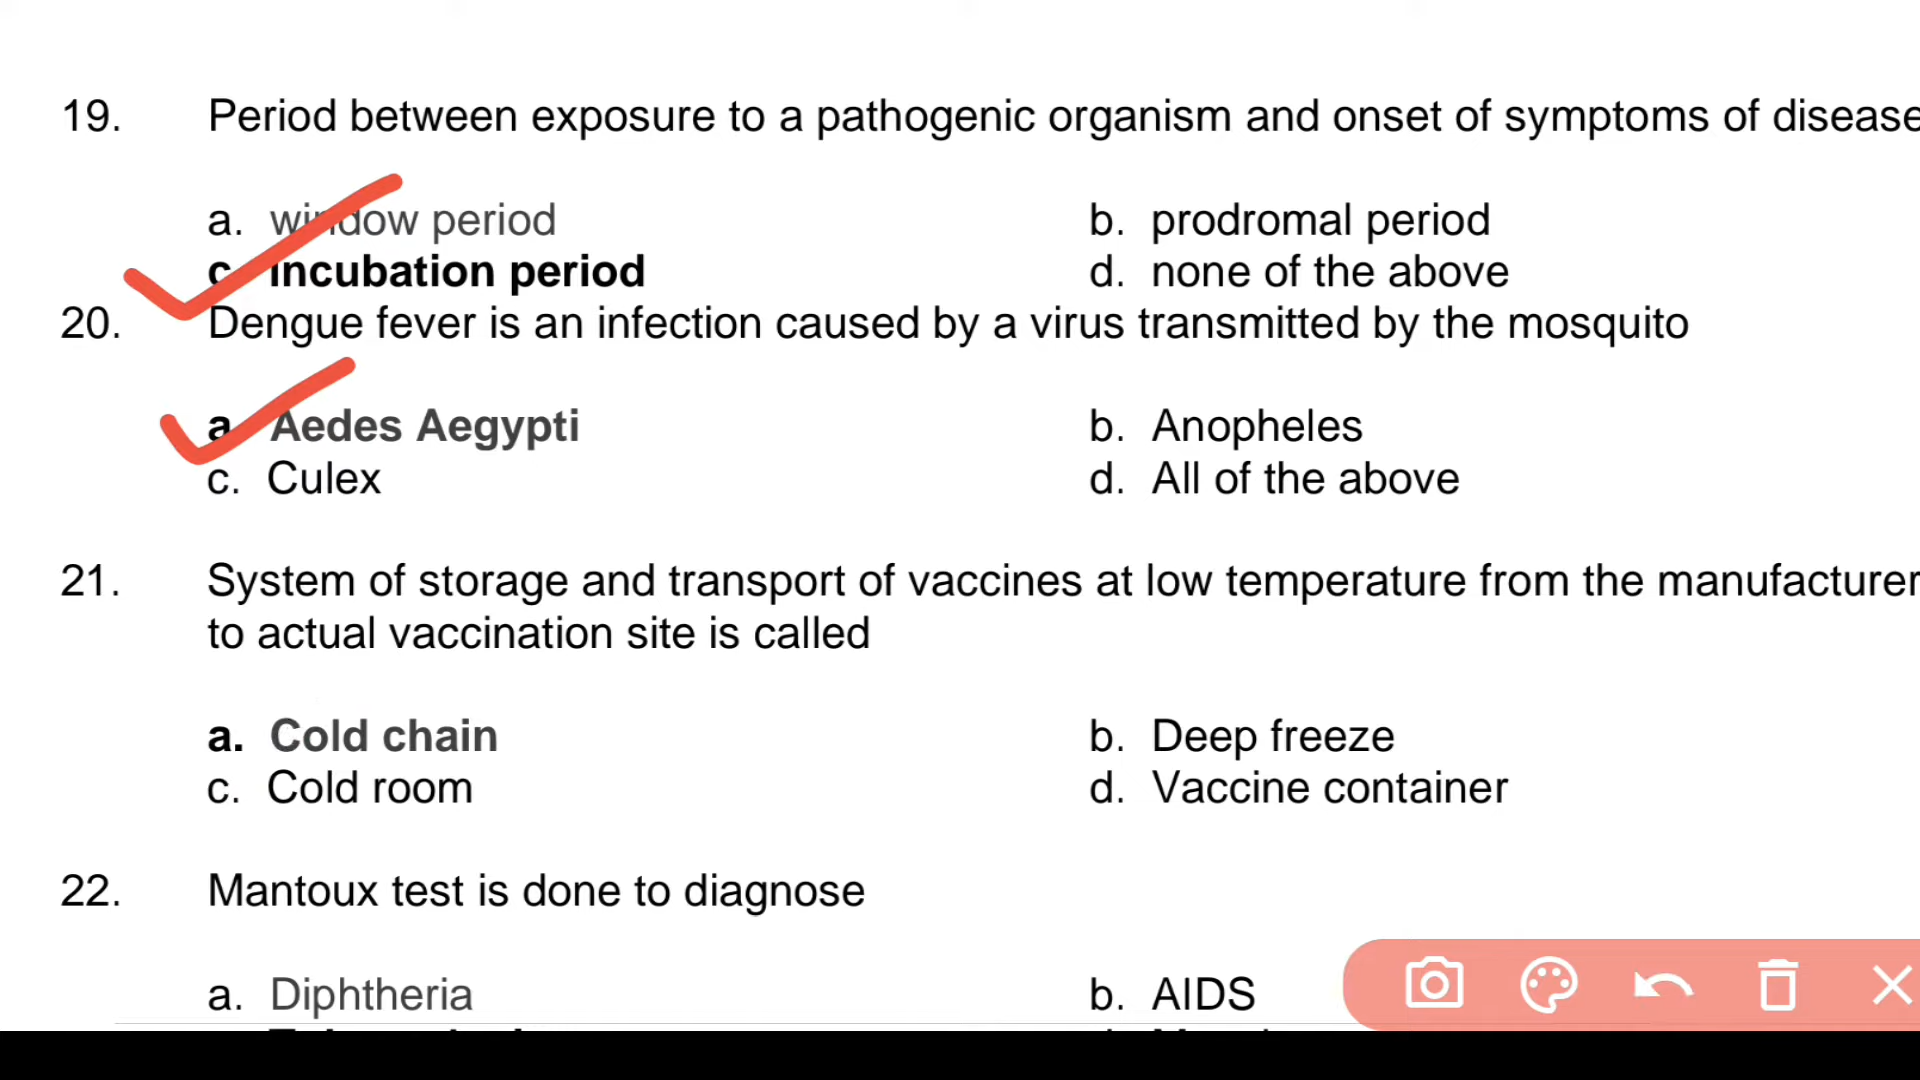 19. Period between exposure to a pathogenic organism and onset of symptoms of disease
a. window period b. prodromal period
c. Incubation period d. none of the above
20. Dengue fever is an infection caused by a virus transmitted by the mosquito
a. Aedes Aegypti b. Anopheles
c. Culex d. All of the above
21. System of storage and transport of vaccines at low temperature from the manufacturer
to actual vaccination site is called
a. Cold chain b. Deep freeze
c. Cold room d. Vaccine container
22. Mantoux test is done to diagnose
a. Diphtheria b. AIDS